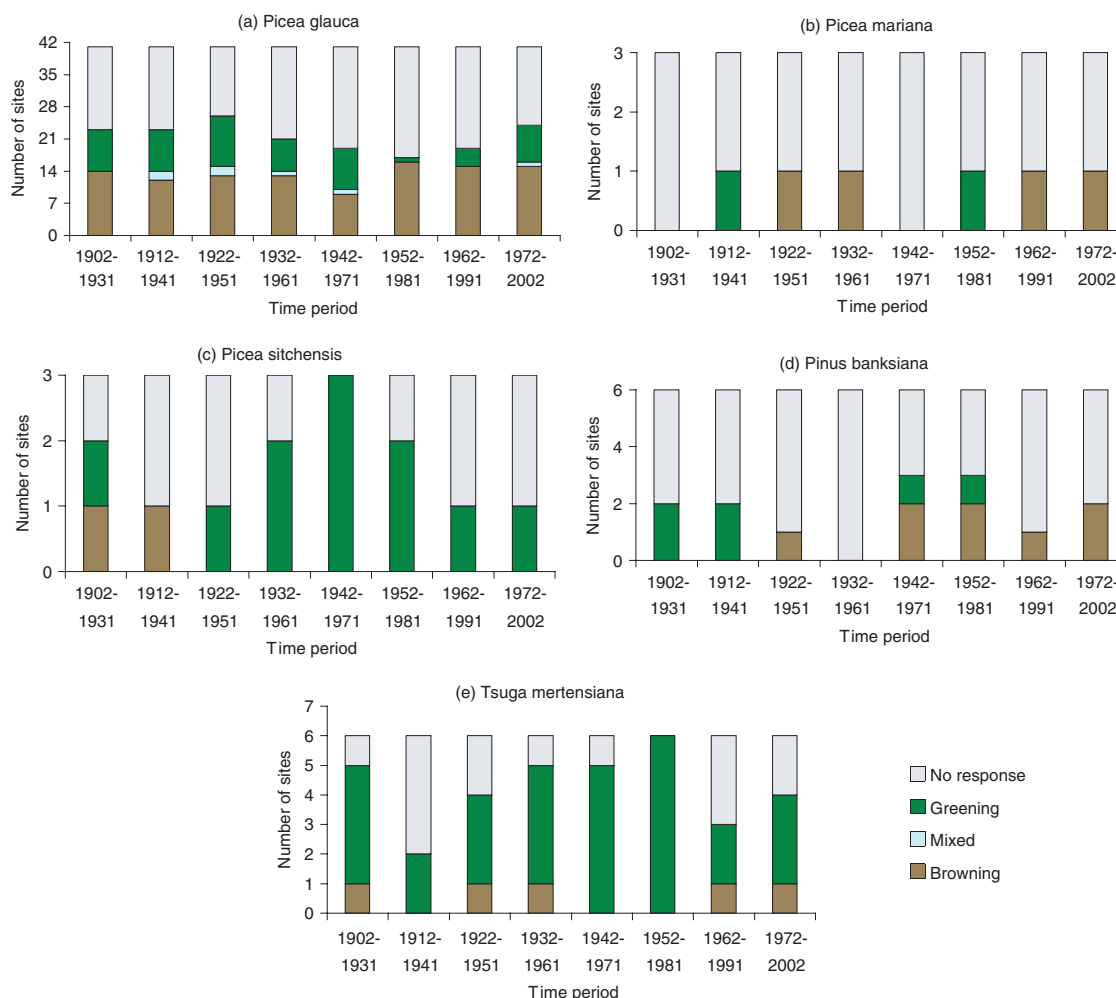 (a) Picea glauca
Number of sites
42
35
28
21
14
7
0
1902- 1912- 1922- 1932- 1942- 1952- 1962- 1972-
1931 1941 1951 1961 1971 1981 1991 2002
Time period
(b) Picea mariana
Number of sites
3
2
1
0
1902- 1912- 1922- 1932- 1942- 1952- 1962- 1972-
1931 1941 1951 1961 1971 1981 1991 2002
Time period
(c) Picea sitchensis
Number of sites
3
2
1
0
1902- 1912- 1922- 1932- 1942- 1952- 1962- 1972-
1931 1941 1951 1961 1971 1981 1991 2002
Time period
(d) Pinus banksiana
Number of sites
6
4
2
0
1902- 1912- 1922- 1932- 1942- 1952- 1962- 1972-
1931 1941 1951 1961 1971 1981 1991 2002
Time period
(e) Tsuga mertensiana
Number of sites
7
6
5
4
3
2
1
0
1902- 1912- 1922- 1932- 1942- 1952- 1962- 1972-
1931 1941 1951 1961 1971 1981 1991 2002
Time period
No response
Greening
Mixed
Browning